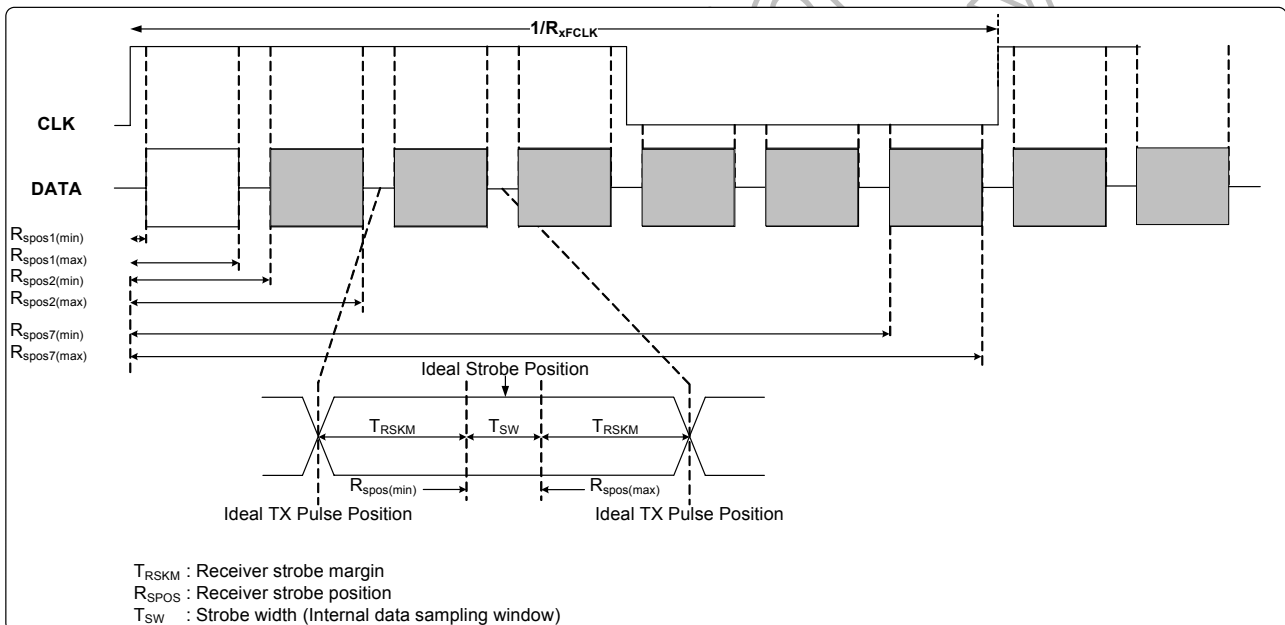 1/RxFCLK
CLK
DATA
Rspos1(min)
Rspos1(max)
Rspos2(min)
Rspos2(max)
Rspos7(min)
Rspos7(max)
Ideal Strobe Position
TRSKM TSW TRSKM
Rspos(min) Rspos(max)
Ideal TX Pulse Position Ideal TX Pulse Position
TRSKM : Receiver strobe margin
RSPOS : Receiver strobe position
TSW : Strobe width (Internal data sampling window)